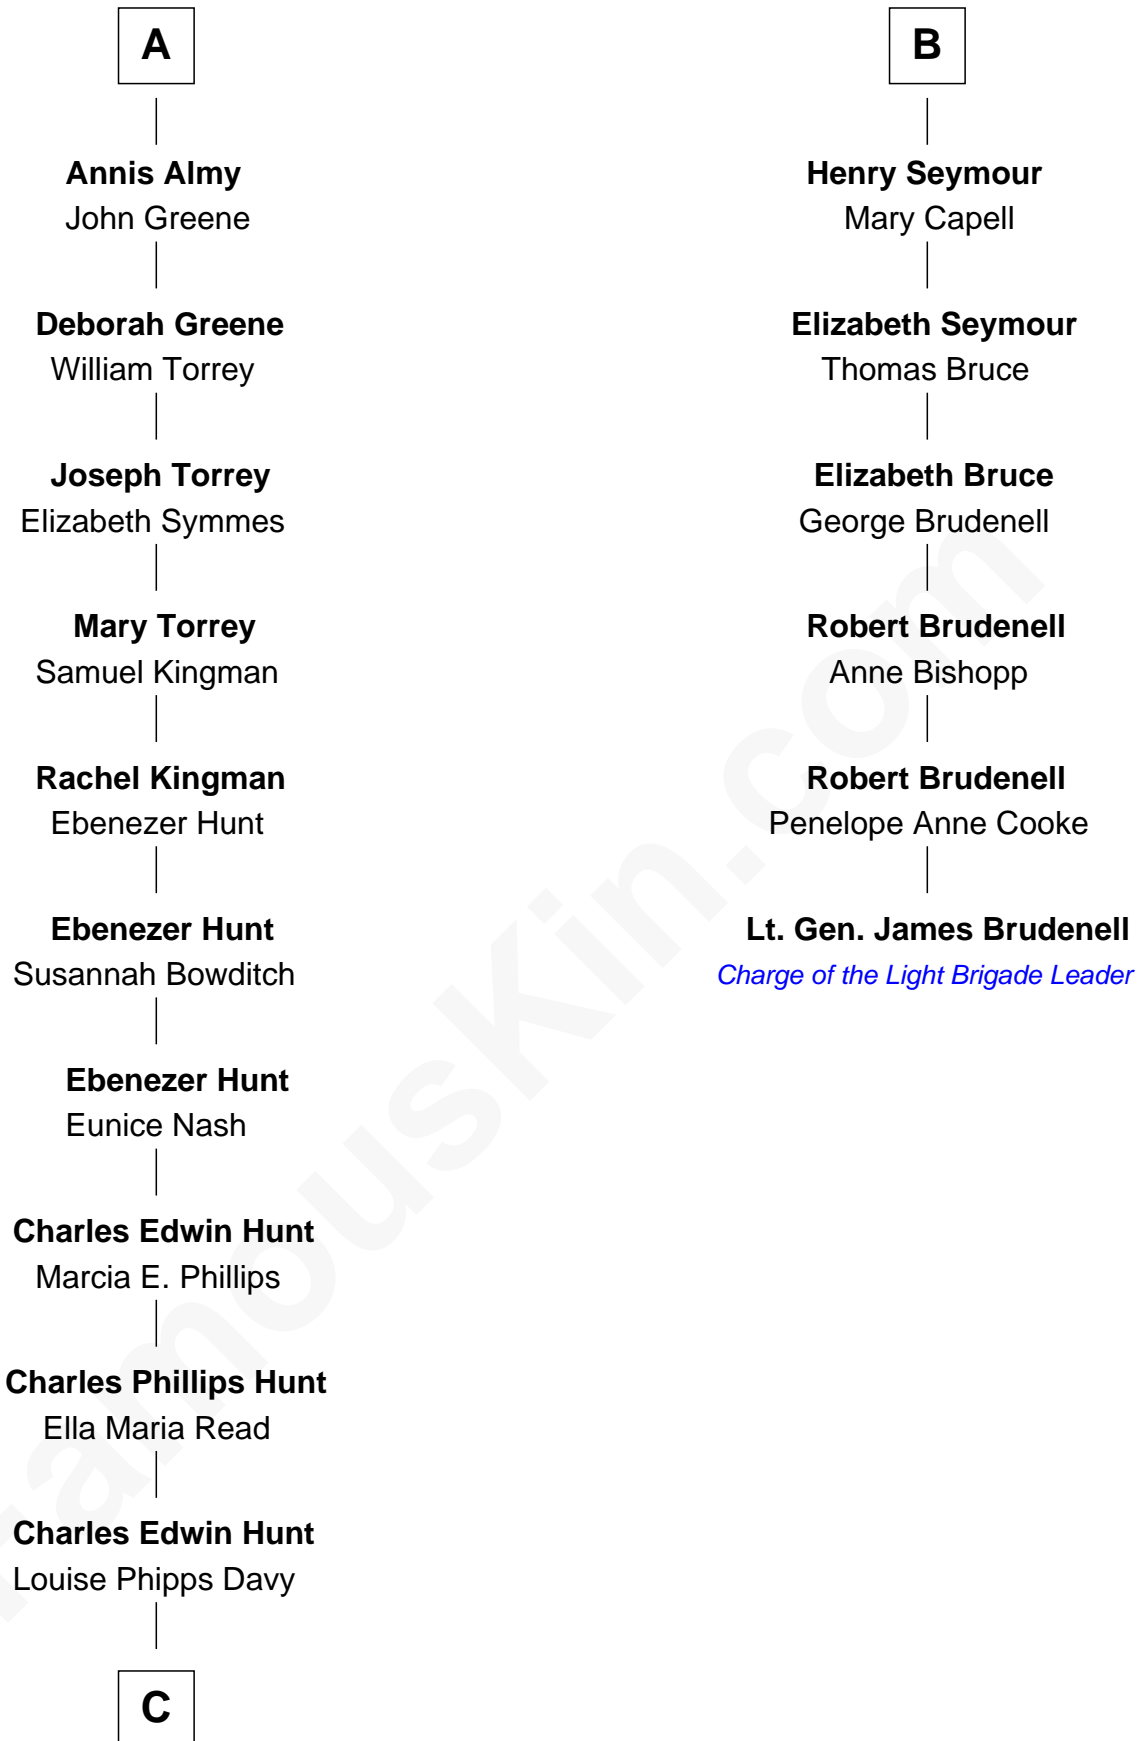 A
Annis Almy
John Greene
Deborah Greene
William Torrey
Joseph Torrey
Elizabeth Symmes
Mary Torrey
Samuel Kingman
Rachel Kingman
Ebenezer Hunt
Ebenezer Hunt
Susannah Bowditch
Ebenezer Hunt
Eunice Nash
Charles Edwin Hunt
Marcia E. Phillips
Charles Phillips Hunt
Ella Maria Read
Charles Edwin Hunt
Louise Phipps Davy
C
B
Henry Seymour
Mary Capell
Elizabeth Seymour
Thomas Bruce
Elizabeth Bruce
George Brudenell
Robert Brudenell
Anne Bishopp
Robert Brudenell
Penelope Anne Cooke
Lt. Gen. James Brudenell
Charge of the Light Brigade Leader
FamousKin.com